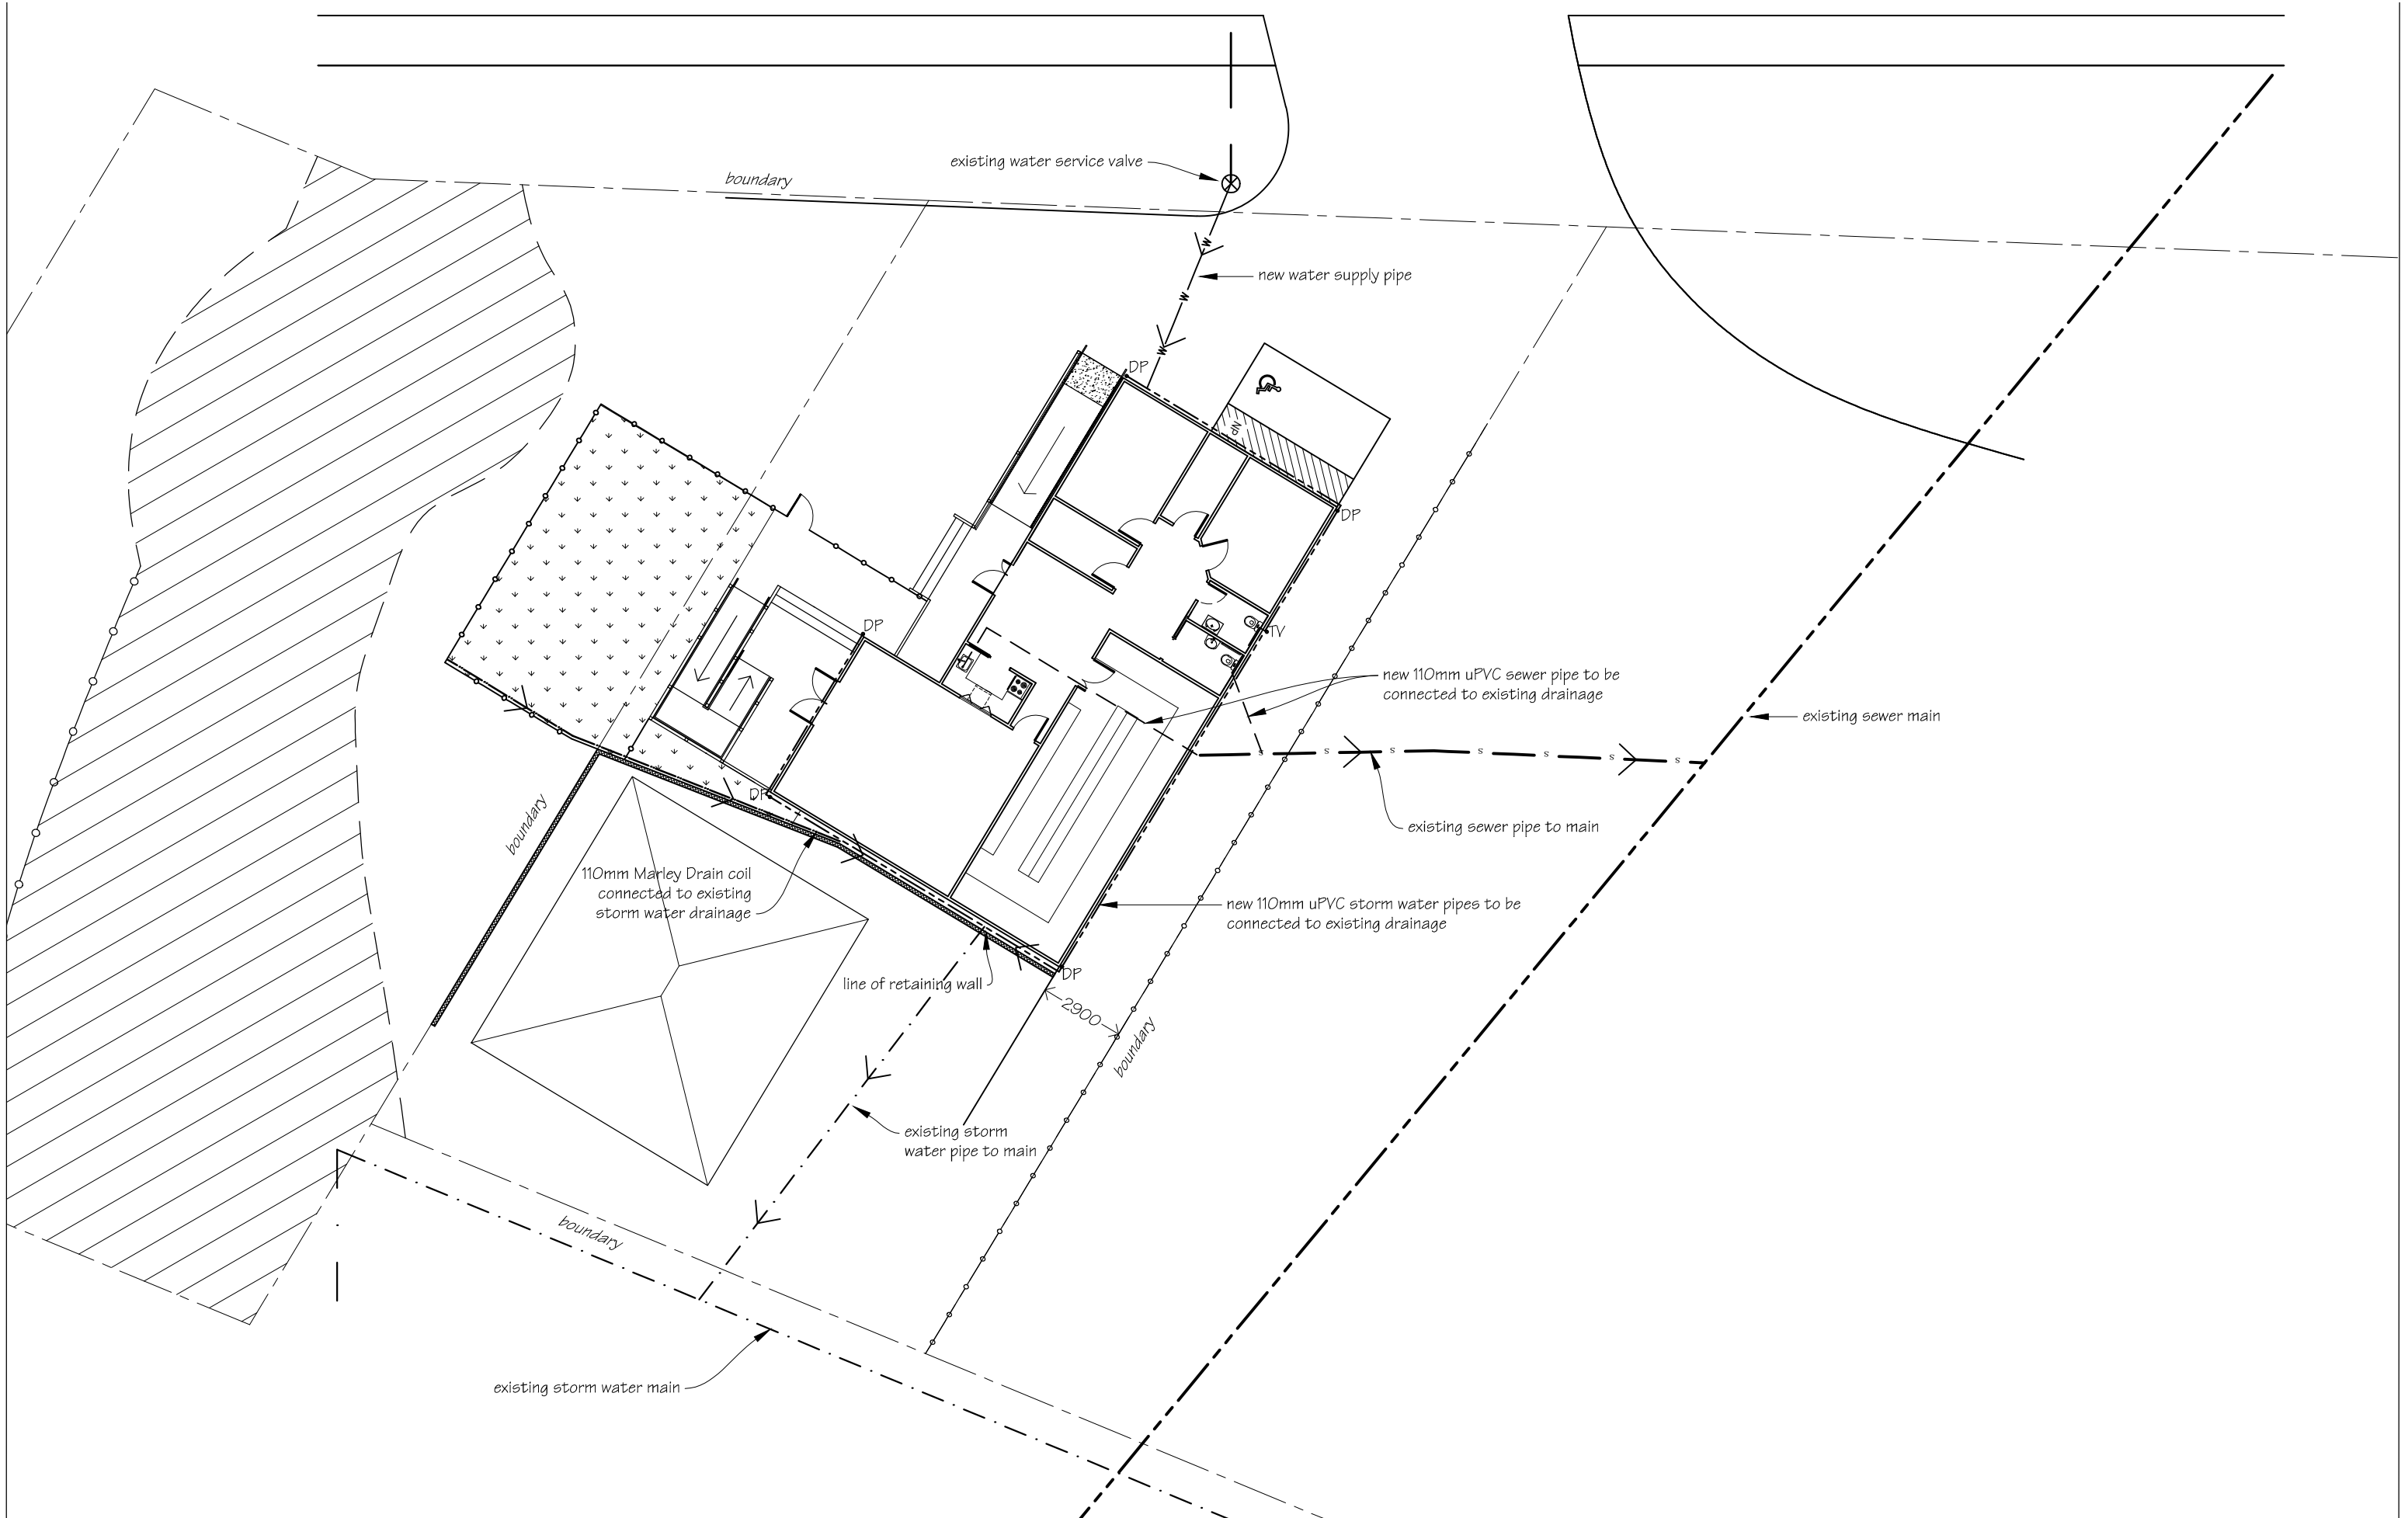 existing water service valve
boundary
W
new water supply pipe
W
W
DP
NP
DP
DP
TV
new 110mm uPVC sewer pipe to be
connected to existing drainage
existing sewer main
S
S
S
S
S
S
S
DP
boundary
existing sewer pipe to main
110mm Marley Drain coil
connected to existing
storm water drainage
new 110mm uPVC storm water pipes to be
connected to existing drainage
DP
line of retaining wall
2900
boundary
existing storm
water pipe to main
boundary
existing storm water main